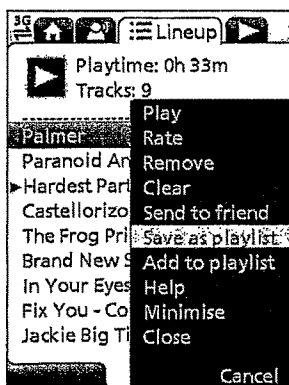 3G
Lineup
Playtime: 0h 33m
Tracks: 9
Palmer
Paranoid An
Hardest Part
Castellorizo
The Frog Pri
Brand New S
In Your Eyes
Fix You - Co
Jackie Big Ti
Play
Rate
Remove
Clear
Send to friend
Save as playlist
Add to playlist
Help
Minimise
Close
Cancel